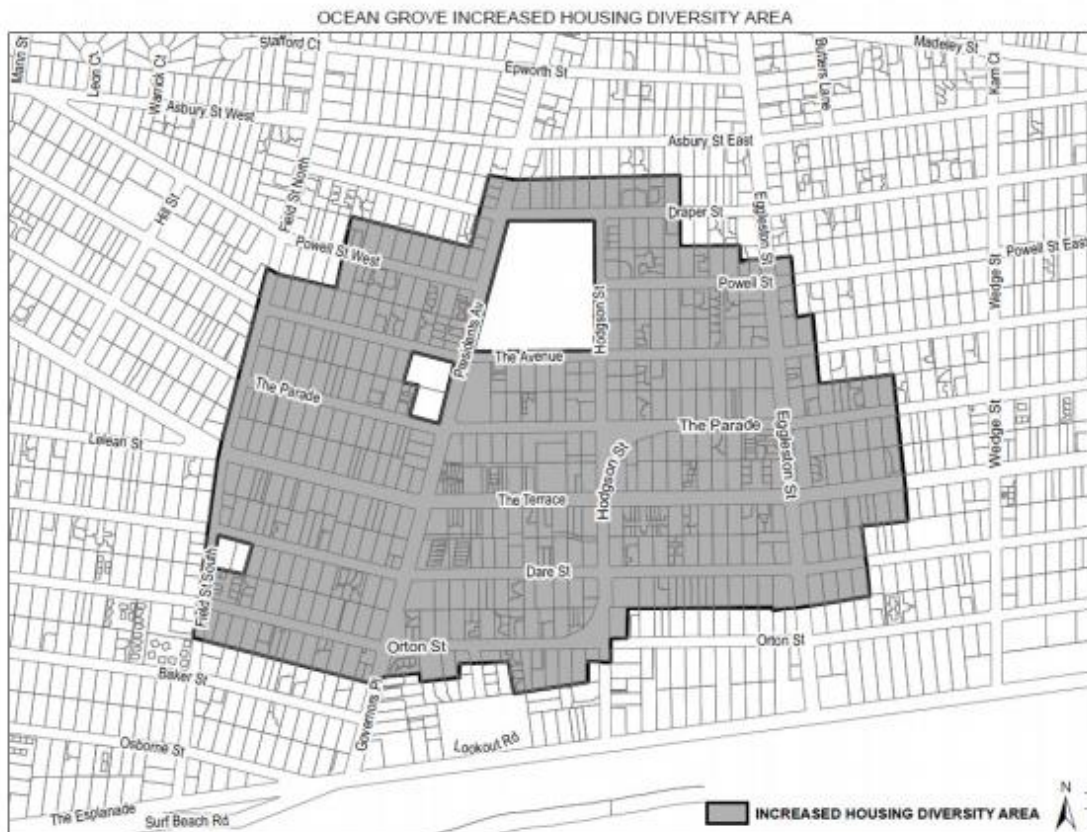 OCEAN GROVE INCREASED HOUSING DIVERSITY AREA
Mann St
Leon Ct
Warrick Ct
Stafford Ct
Epworth St
Butters Lane
Madeley St
Kam Ct
Asbury St West
Asbury St East
Hill St
Field St North
Powell St West
Draper St
Eggleston St
Powell St East
Powell St
Wedge St
Presidents Av
Hodgson St
The Avenue
The Parade
The Parade
Lelean St
Eggleston St
Wedge St
Hodgson St
The Terrace
Field St South
Dare St
Orton St
Orton St
Baker St
Governors Pl
Lookout Rd
Osborne St
The Esplanade
Surf Beach Rd
N
INCREASED HOUSING DIVERSITY AREA